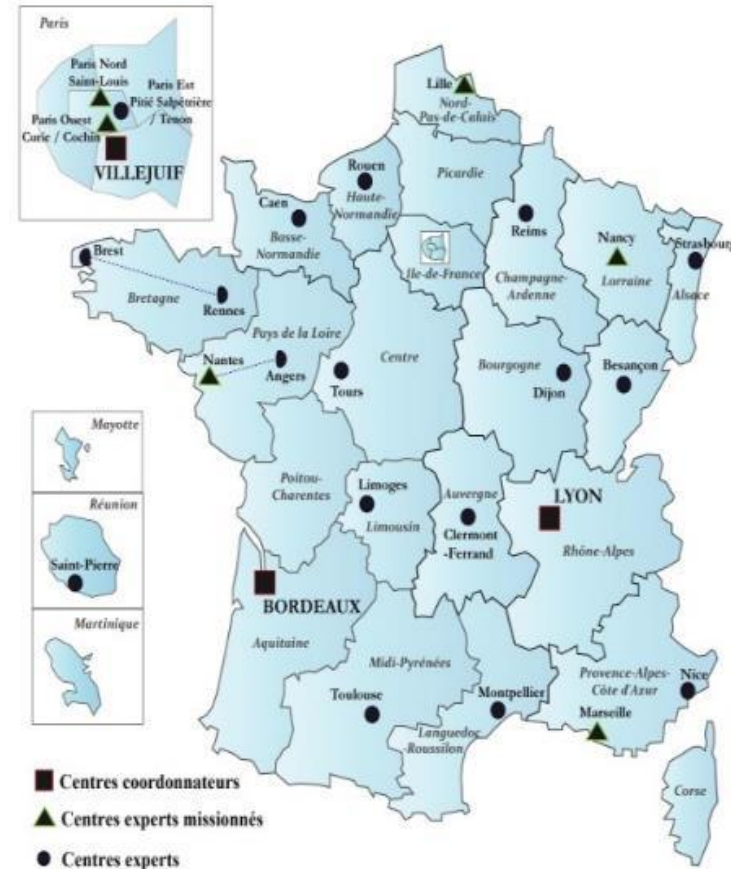 Paris
Paris Nord
Saint-Louis
Paris Est
Pitié Salpêtrière
/ Tenon
Paris Ouest
Curie / Cochin
VILLEJUIF
Lille
Nord-
Pas-de-Calais
Rouen
Haute-
Normandie
Picardie
Caen
Basse-
Normandie
Reims
Champagne-
Ardenne
Nancy
Lorraine
Strasbourg
Alsace
Ile-de-France
Brest
Bretagne
Rennes
Pays de la Loire
Nantes
Angers
Centre
Tours
Bourgogne
Dijon
Besançon
Mayotte
Réunion
Saint-Pierre
Martinique
Poitou-
Charentes
Limoges
Limousin
Auvergne
Clermont
-Ferrand
LYON
Rhône-Alpes
BORDEAUX
Aquitaine
Midi-Pyrénées
Toulouse
Montpellier
Languedoc
-Roussilon
Provence-Alpes-
Côte d'Azur
Nice
Marseille
Corse
Centres coordonnateurs
Centres experts missionnés
Centres experts